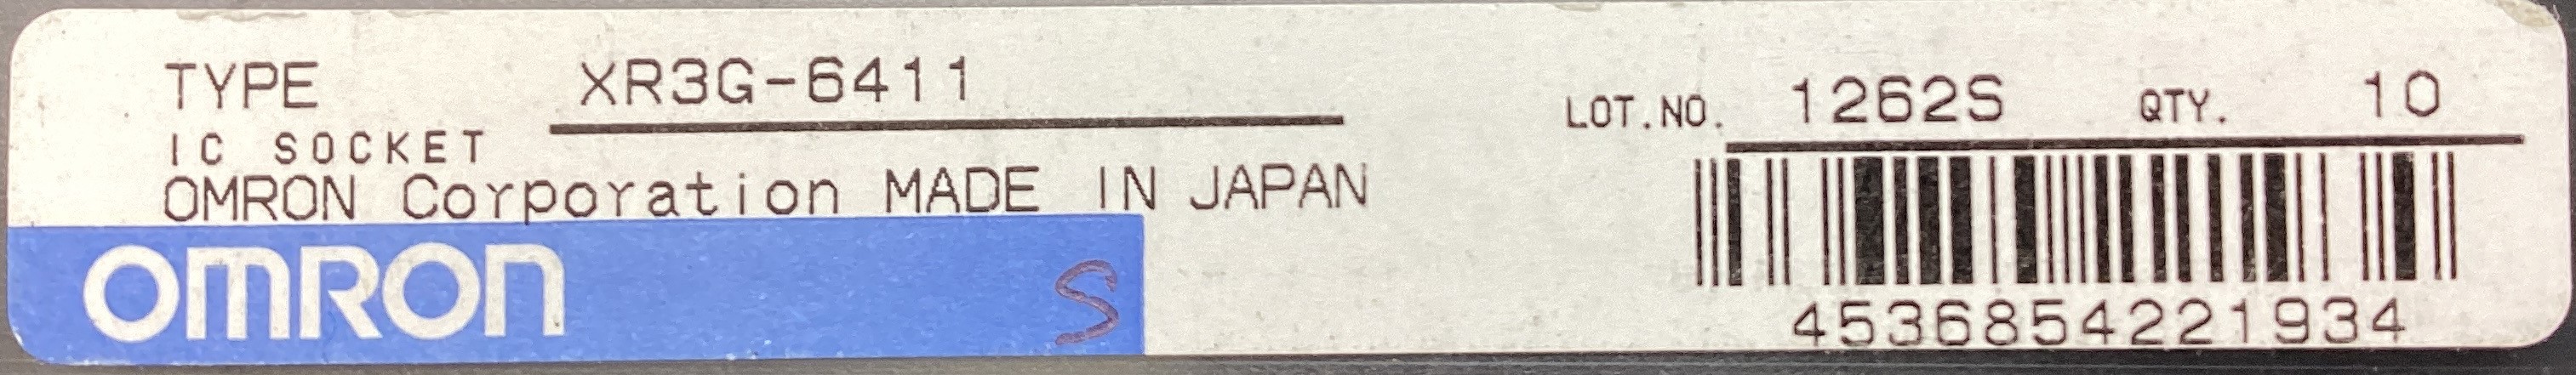 TYPE XR3G-6411
IC SOCKET
OMRON Corporation MADE IN JAPAN
OMRON
S
LOT.NO. 1262S QTY. 10
4536854221934